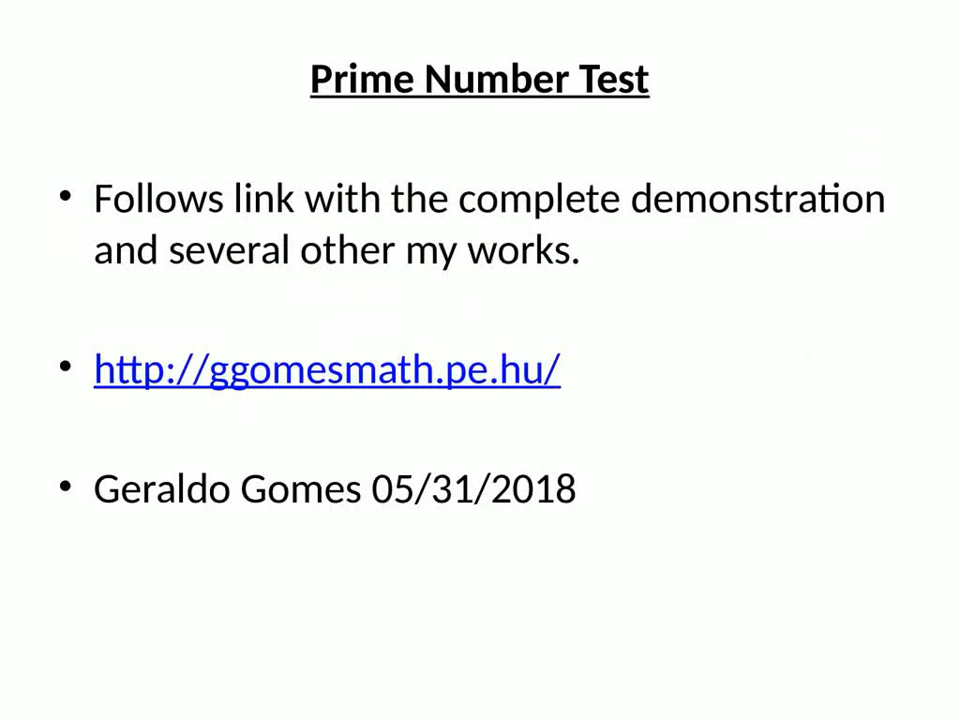 Prime Number Test
• Follows link with the complete demonstration
and several other my works.
• http://ggomesmath.pe.hu/
• Geraldo Gomes 05/31/2018